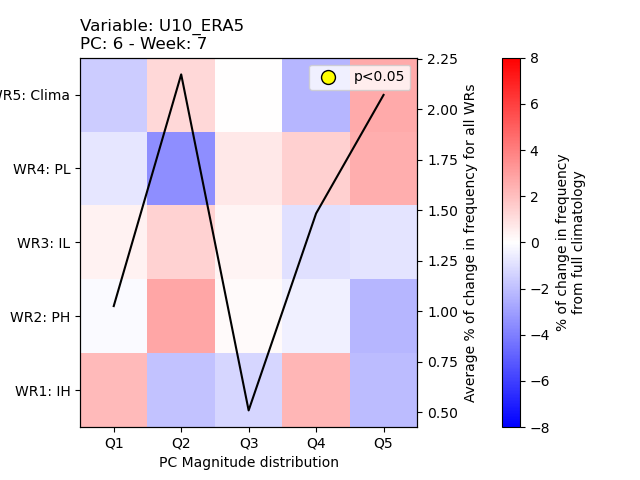 Variable: U10_ERA5
PC: 6 - Week: 7
p<0.05
WR5: Clima
WR4: PL
WR3: IL
WR2: PH
WR1: IH
Q1 Q2 Q3 Q4 Q5
PC Magnitude distribution
2.25
2.00
1.75
1.50
1.25
1.00
0.75
0.50
Average % of change in frequency for all WRs
8
6
4
2
0
−2
−4
−6
−8
% of change in frequency
from full climatology